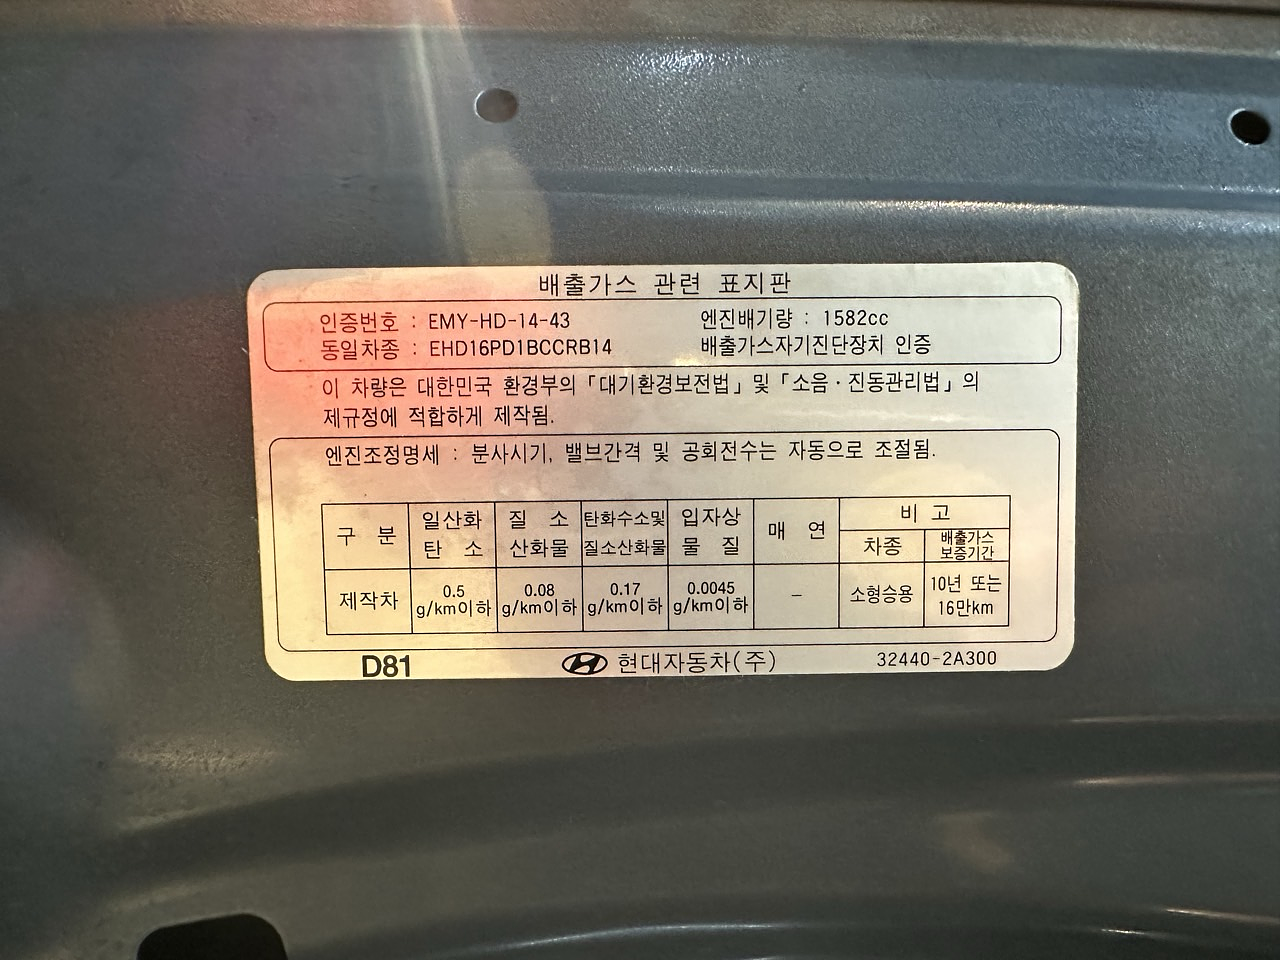 배출가스 관련 표지판
인증번호 : EMY-HD-14-43 엔진배기량 : 1582cc
동일차종 : EHD16PD1BCCRB14 배출가스자기진단장치 인증
이 차량은 대한민국 환경부의 「대기환경보전법」 및 「소음·진동관리법」의
제규정에 적합하게 제작됨.
엔진조정명세 : 분사시기, 밸브간격 및 공회전수는 자동으로 조절됨.
구 분 일산화탄 소 질 소산화물 탄화수소및질소산화물 입자상물 질 매 연 비 고
차종 배출가스보증기간
제작차 0.5g/km이하 0.08g/km이하 0.17g/km이하 0.0045g/km이하 – 소형승용 10년 또는16만km
D81 현대자동차(주) 32440-2A300